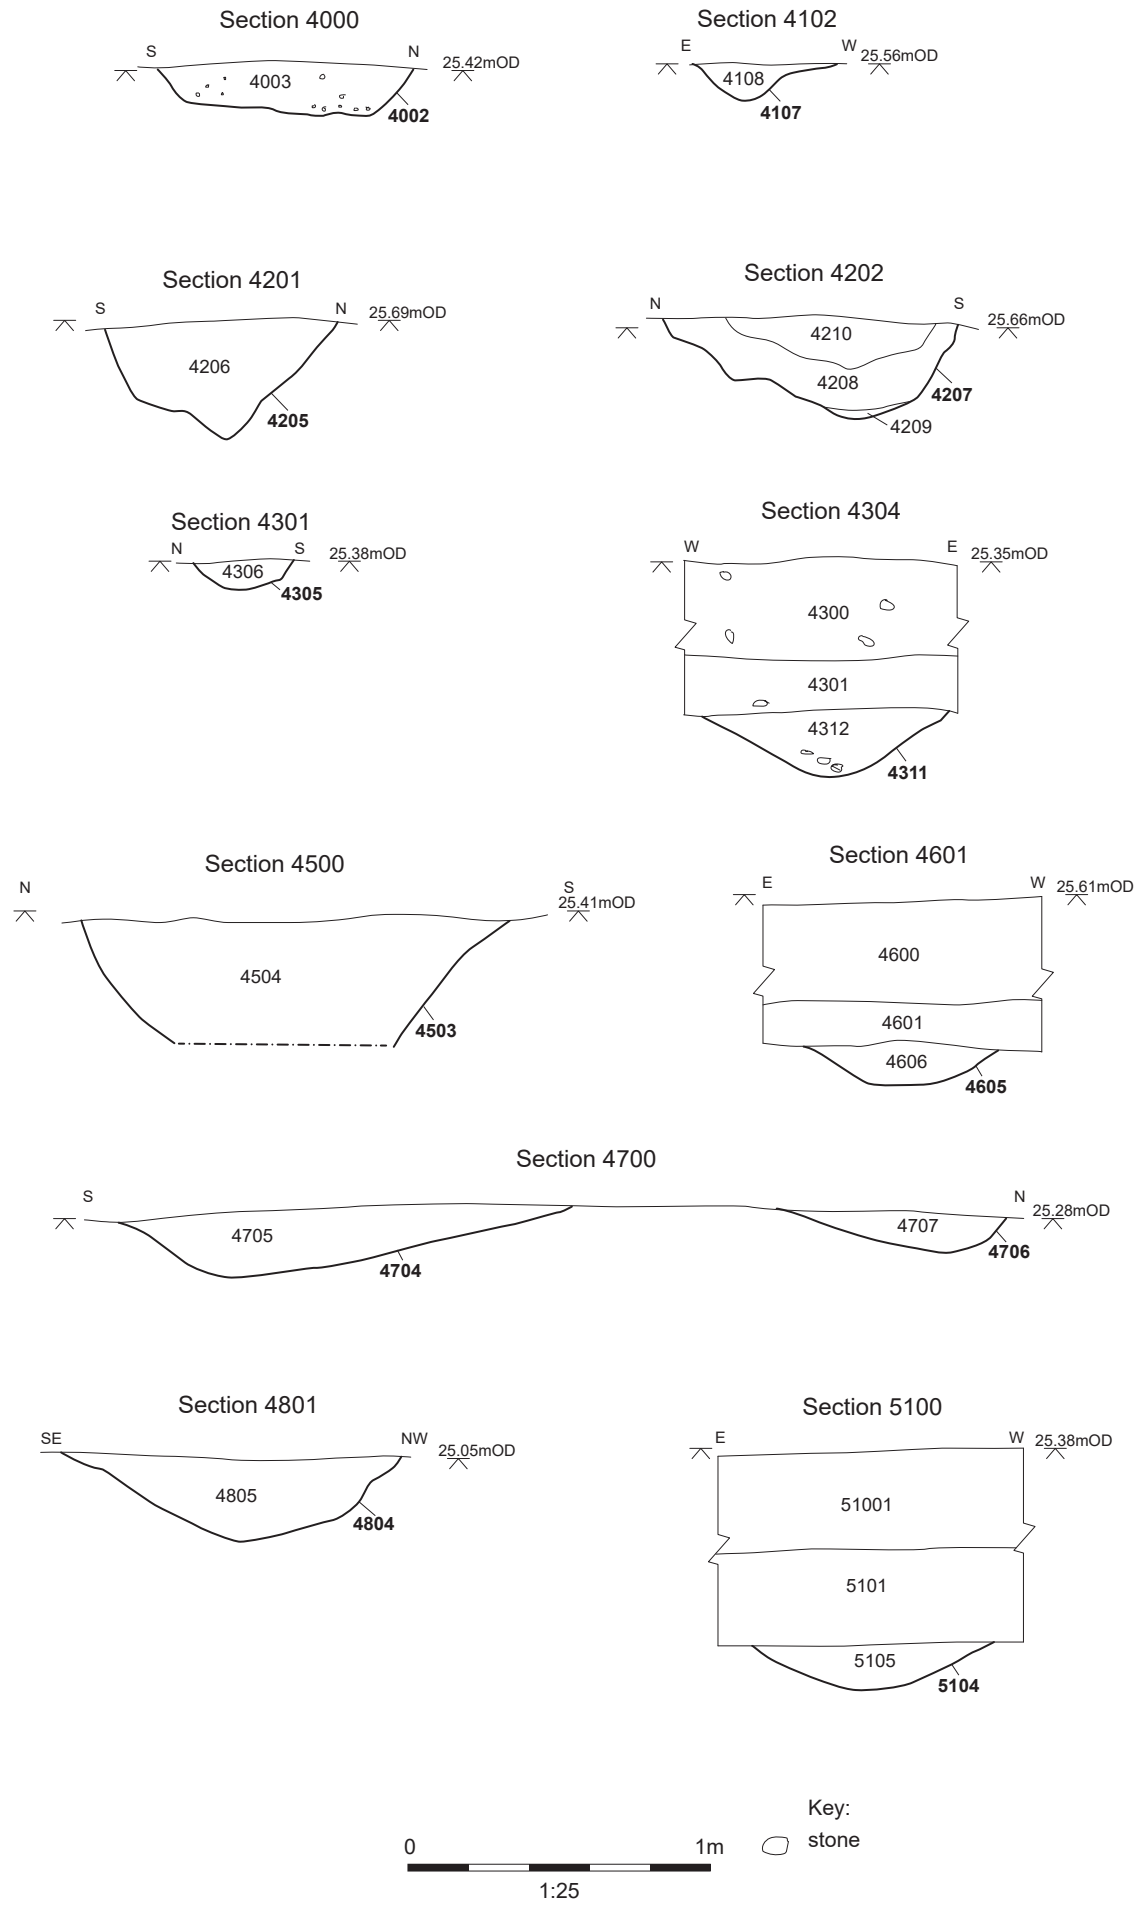 Section 4000
S
N
25.42mOD
4003
4002
Section 4102
E
W
25.56mOD
4108
4107
Section 4201
S
N
25.69mOD
4206
4205
Section 4202
N
S
25.66mOD
4210
4208
4207
4209
Section 4301
N
S
25.38mOD
4306
4305
Section 4304
W
E
25.35mOD
4300
4301
4312
4311
Section 4500
N
S
25.41mOD
4504
4503
Section 4601
E
W
25.61mOD
4600
4601
4606
4605
Section 4700
S
N
25.28mOD
4705
4707
4704
4706
Section 4801
SE
NW
25.05mOD
4805
4804
Section 5100
E
W
25.38mOD
51001
5101
5105
5104
Key:
stone
0
1m
1:25